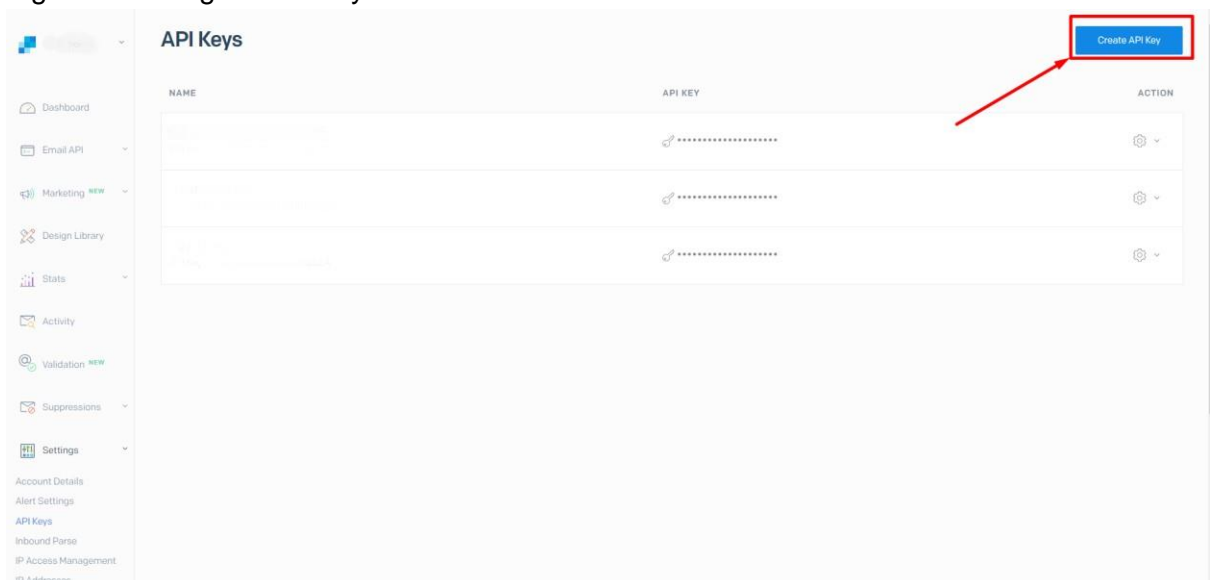 API Keys
Create API Key
NAME API KEY ACTION
Dashboard
Email API
Marketing NEW
Design Library
Stats
Activity
Validation NEW
Suppressions
Settings
Account Details
Alert Settings
API Keys
Inbound Parse
IP Access Management